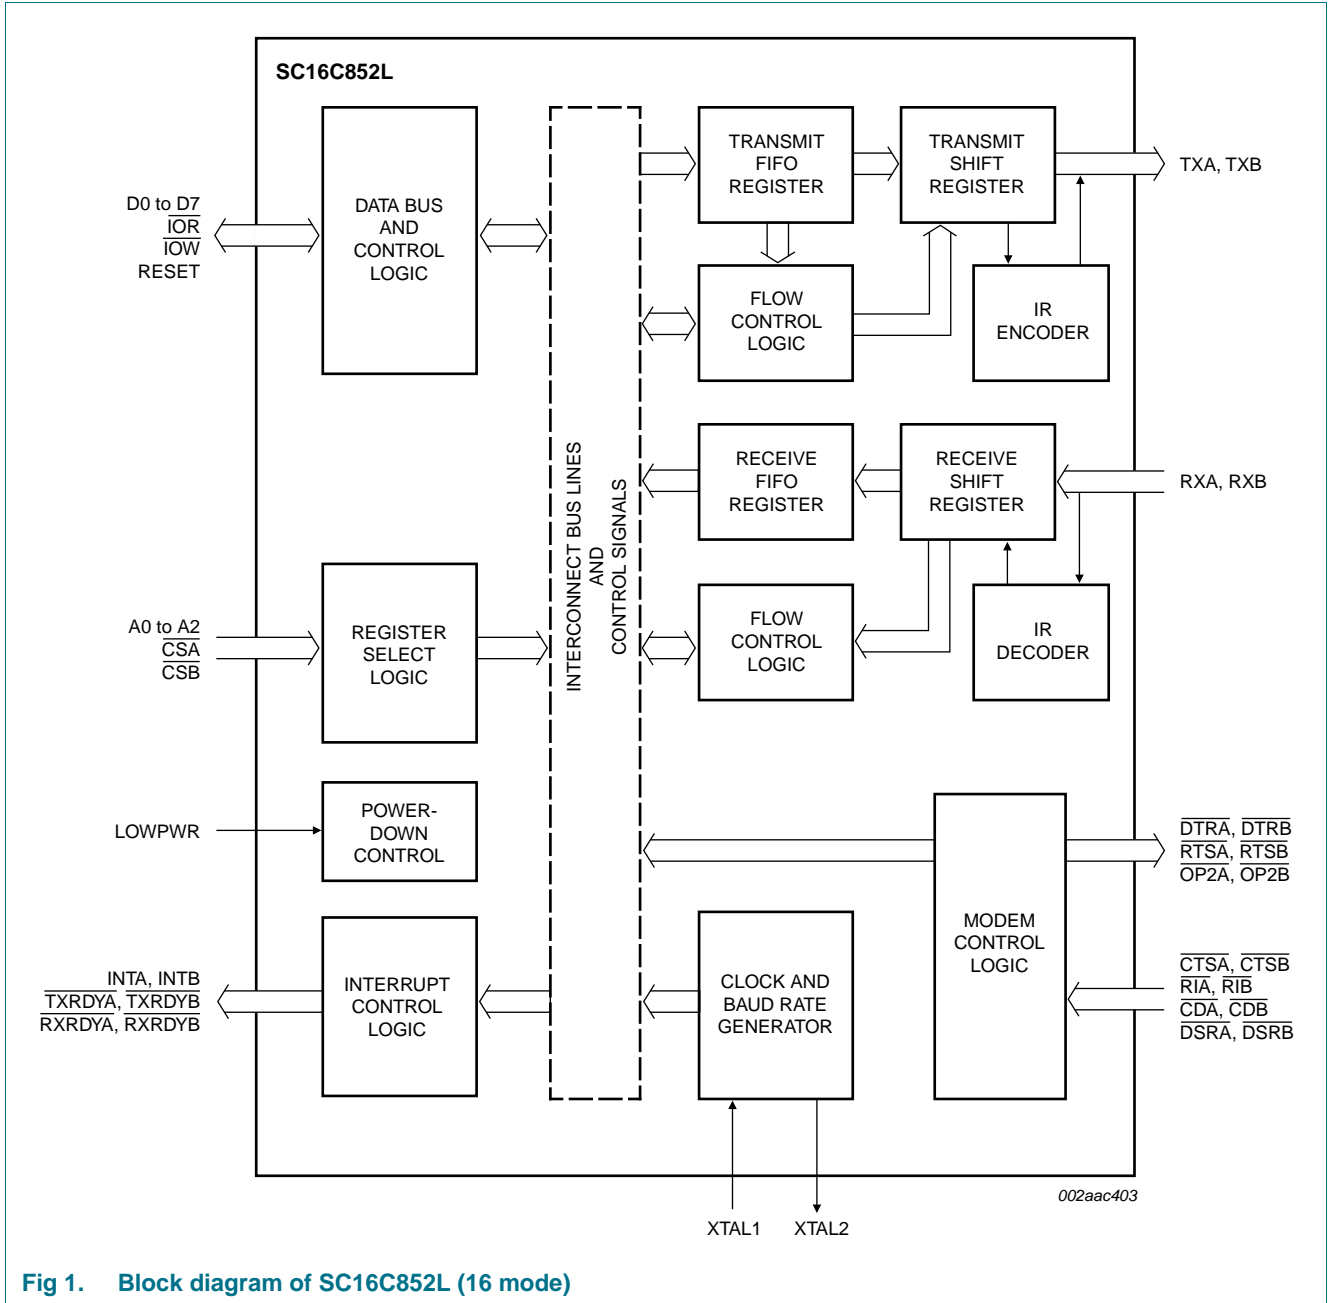 SC16C852L
D0 to D7
IOR
IOW
RESET
DATA BUS
AND
CONTROL
LOGIC
TRANSMIT
FIFO
REGISTER
TRANSMIT
SHIFT
REGISTER
TXA, TXB
FLOW
CONTROL
LOGIC
IR
ENCODER
INTERCONNECT BUS LINES
AND
CONTROL SIGNALS
RECEIVE
FIFO
REGISTER
RECEIVE
SHIFT
REGISTER
RXA, RXB
A0 to A2
CSA
CSB
REGISTER
SELECT
LOGIC
FLOW
CONTROL
LOGIC
IR
DECODER
LOWPWR
POWER-
DOWN
CONTROL
DTRA, DTRB
RTSA, RTSB
OP2A, OP2B
MODEM
CONTROL
LOGIC
INTA, INTB
TXRDYA, TXRDYB
RXRDYA, RXRDYB
INTERRUPT
CONTROL
LOGIC
CLOCK AND
BAUD RATE
GENERATOR
CTSA, CTSB
RIA, RIB
CDA, CDB
DSRA, DSRB
XTAL1
XTAL2
002aac403
Fig 1. Block diagram of SC16C852L (16 mode)